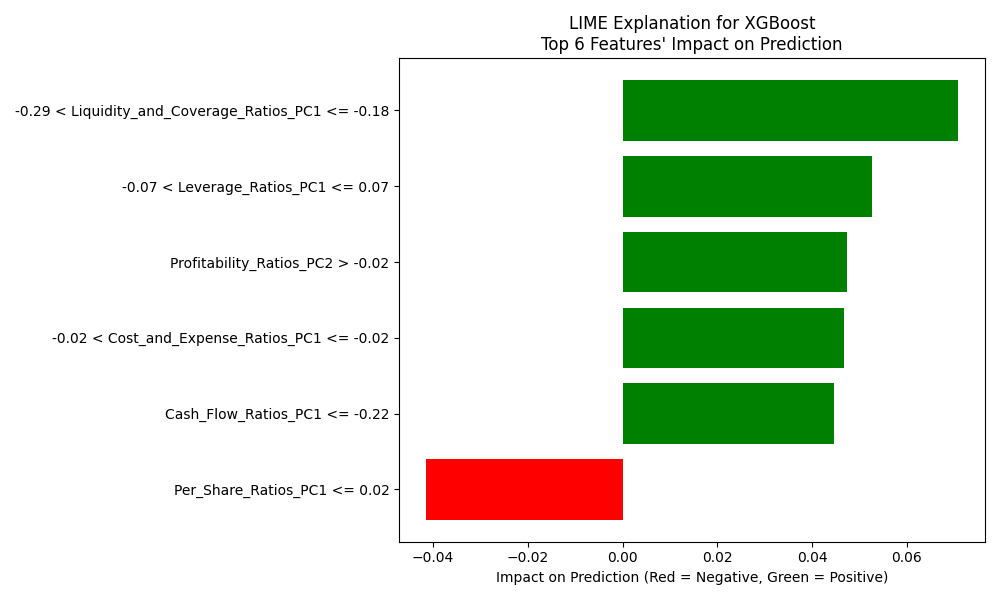 LIME Explanation for XGBoost
Top 6 Features' Impact on Prediction
-0.29 < Liquidity_and_Coverage_Ratios_PC1 <= -0.18
-0.07 < Leverage_Ratios_PC1 <= 0.07
Profitability_Ratios_PC2 > -0.02
-0.02 < Cost_and_Expense_Ratios_PC1 <= -0.02
Cash_Flow_Ratios_PC1 <= -0.22
Per_Share_Ratios_PC1 <= 0.02
−0.04 −0.02 0.00 0.02 0.04 0.06
Impact on Prediction (Red = Negative, Green = Positive)